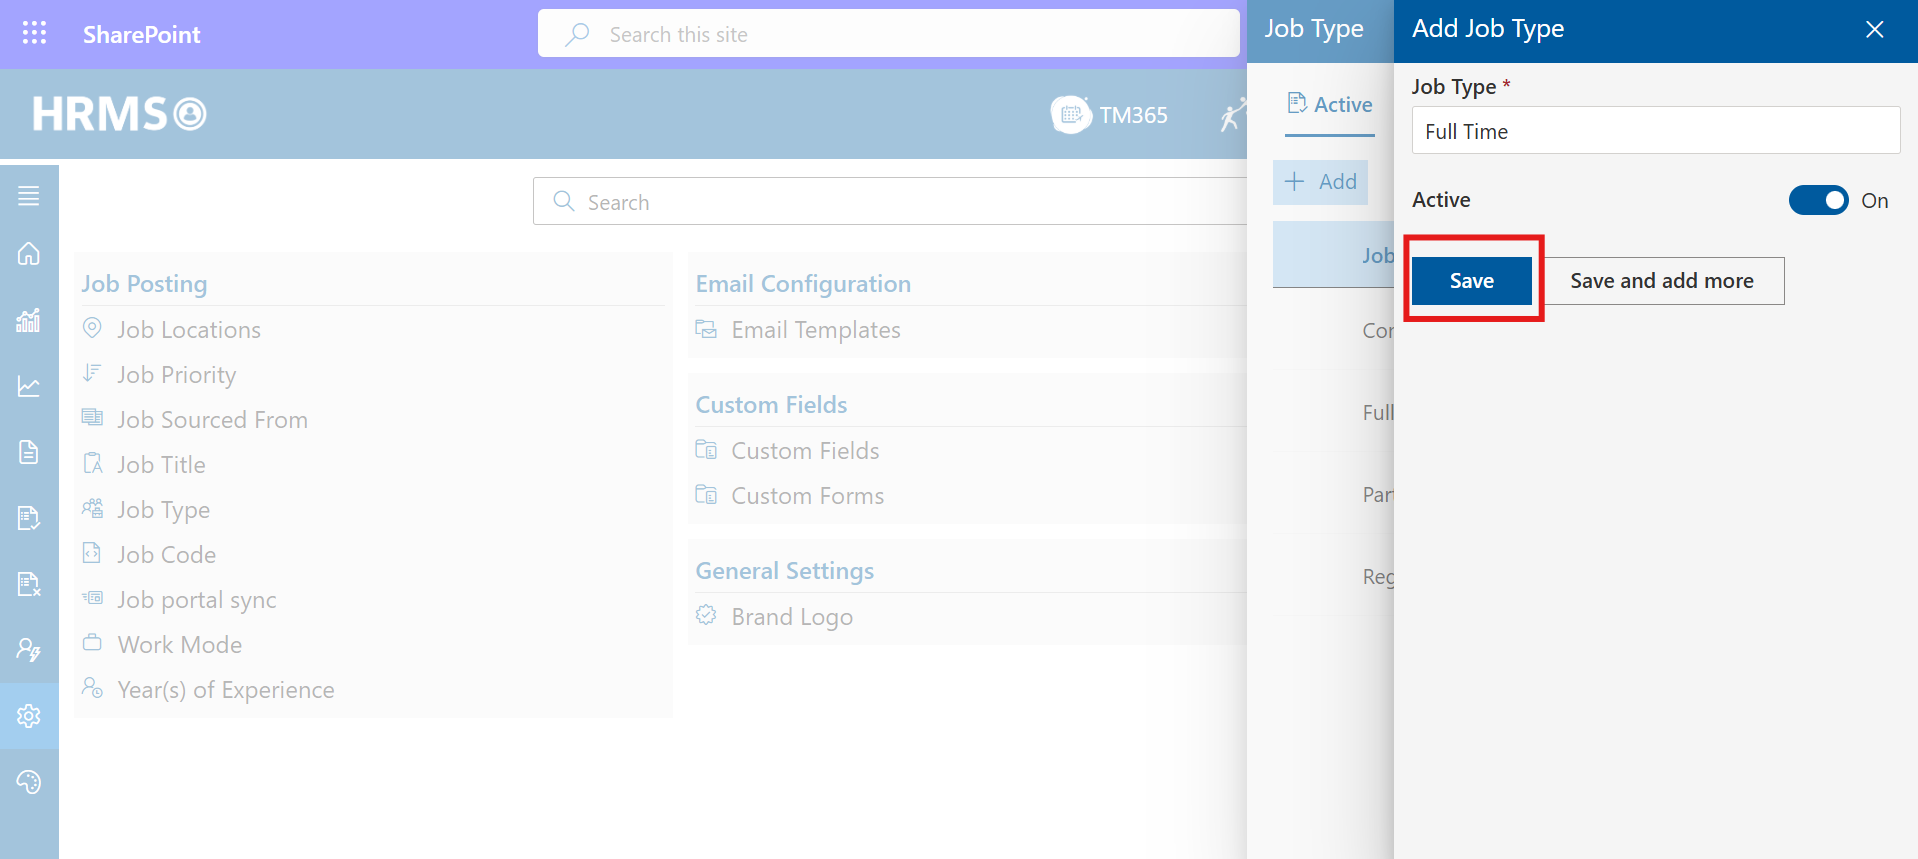 SharePoint
Search this site
HRMS
TM365
Search
Job Posting
Job Locations
Job Priority
Job Sourced From
Job Title
Job Type
Job Code
Job portal sync
Work Mode
Year(s) of Experience
Email Configuration
Email Templates
Custom Fields
Custom Fields
Custom Forms
General Settings
Brand Logo
Job Type
Active
Add
Job
Con
Full
Part
Reg
Add Job Type
Job Type *
Full Time
Active
On
Save
Save and add more